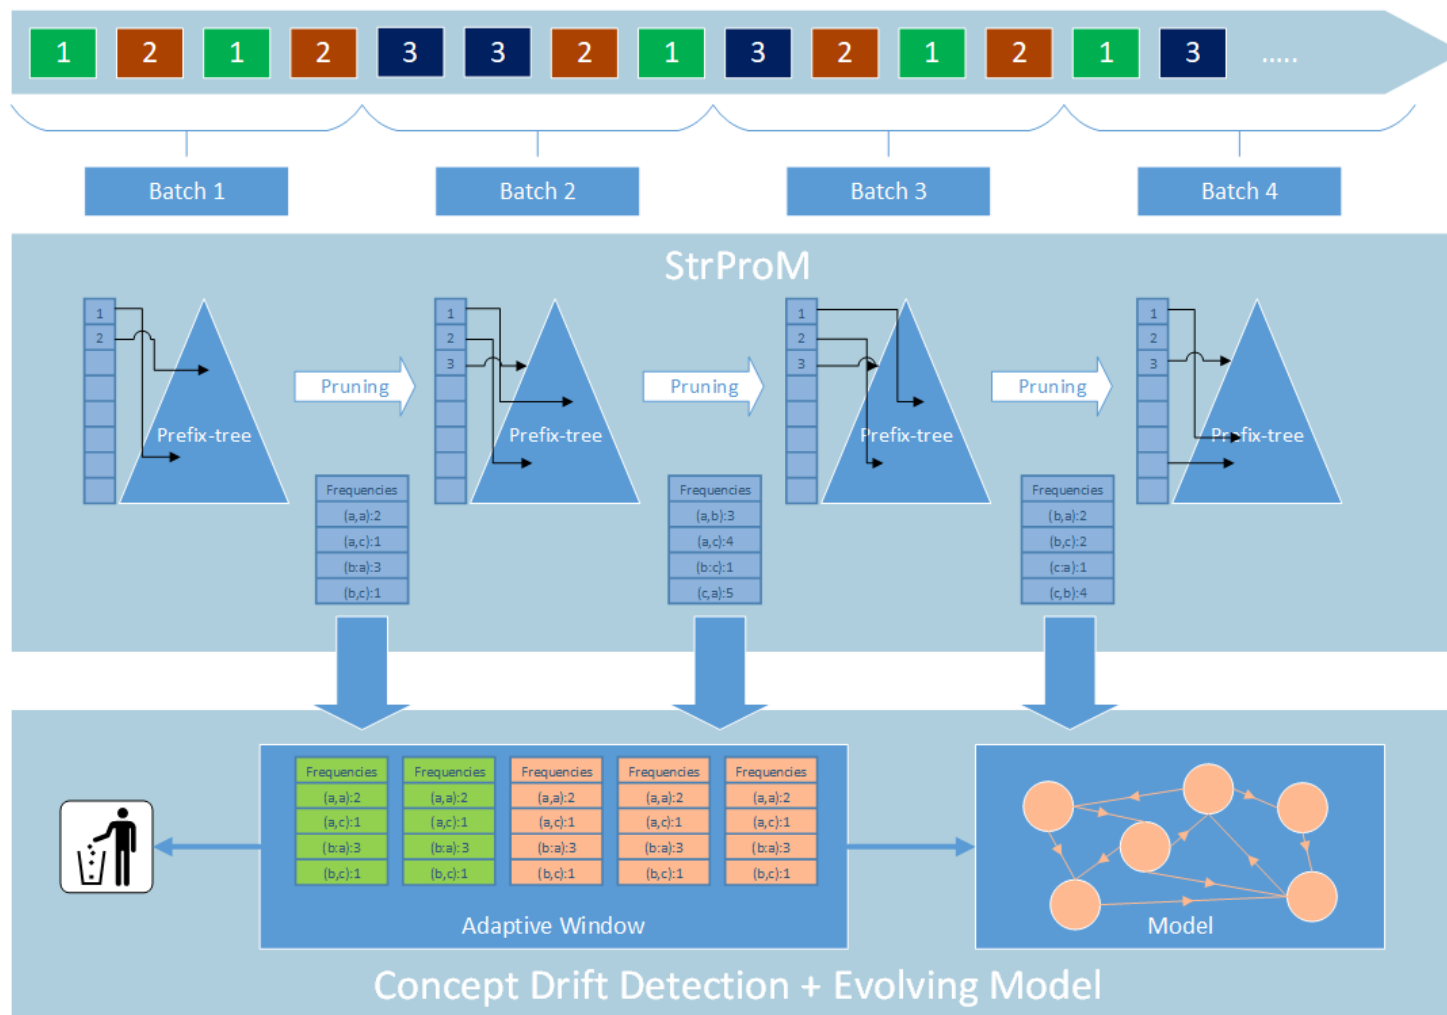 1 2 1 2 3 3 2 1 3 2 1 2 1 3 .....
Batch 1 Batch 2 Batch 3 Batch 4
StrProM
1
2
Prefix-tree
Pruning
Frequencies
(a,a):2
(a,c):1
(b:a):3
(b,c):1
1
2
3
Prefix-tree
Pruning
Frequencies
(a,b):3
(a,c):4
(b:c):1
(c,a):5
1
2
3
Prefix-tree
Pruning
Frequencies
(b,a):2
(b,c):2
(c:a):1
(c,b):4
1
3
Prefix-tree
Frequencies
(a,a):2
(a,c):1
(b:a):3
(b,c):1
Frequencies
(a,a):2
(a,c):1
(b:a):3
(b,c):1
Frequencies
(a,a):2
(a,c):1
(b:a):3
(b,c):1
Frequencies
(a,a):2
(a,c):1
(b:a):3
(b,c):1
Frequencies
(a,a):2
(a,c):1
(b:a):3
(b,c):1
Adaptive Window
Model
Concept Drift Detection + Evolving Model